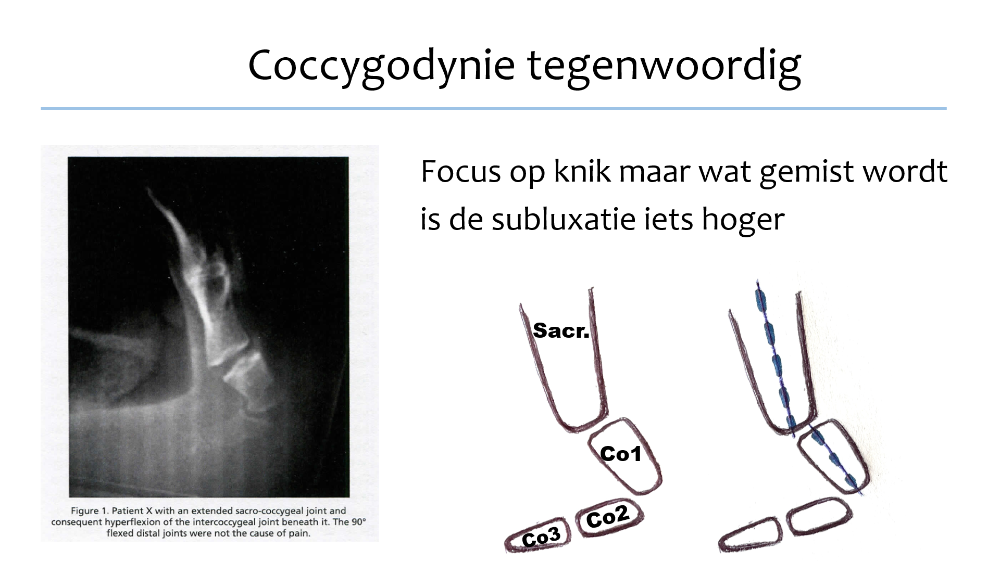 Coccygodynie tegenwoordig
Focus op knik maar wat gemist wordt
is de subluxatie iets hoger
Sacr.
Co1
Co2
Co3
Figure 1. Patient X with an extended sacro-coccygeal joint and
consequent hyperflexion of the intercoccygeal joint beneath it. The 90°
flexed distal joints were not the cause of pain.